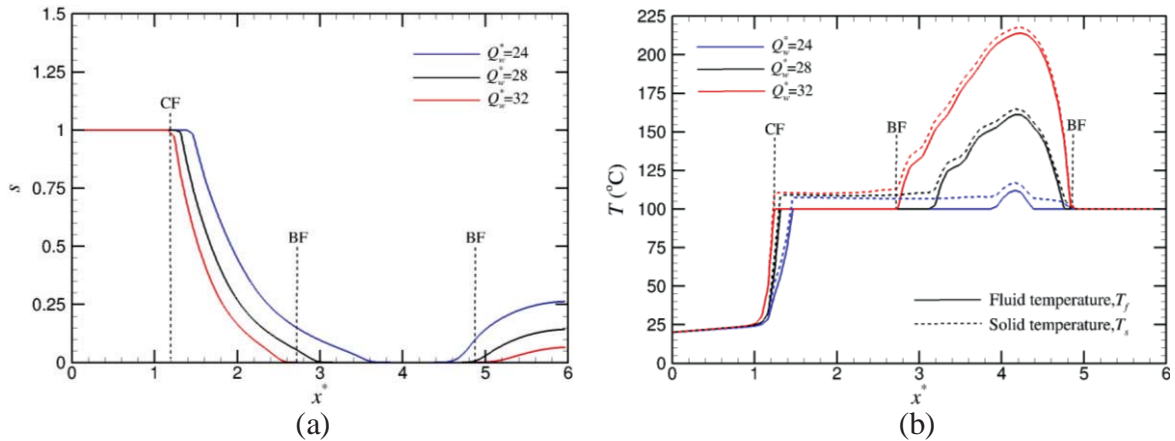 1.5
1.25
1
0.75
0.5
0.25
0
s
0
1
2
3
4
5
6
x*
CF
BF
BF
Q*w=24
Q*w=28
Q*w=32
(a)
225
200
175
150
125
100
75
50
25
0
T (°C)
0
1
2
3
4
5
6
x*
Q*w=24
Q*w=28
Q*w=32
CF
BF
BF
Fluid temperature,Tf
Solid temperature,Ts
(b)